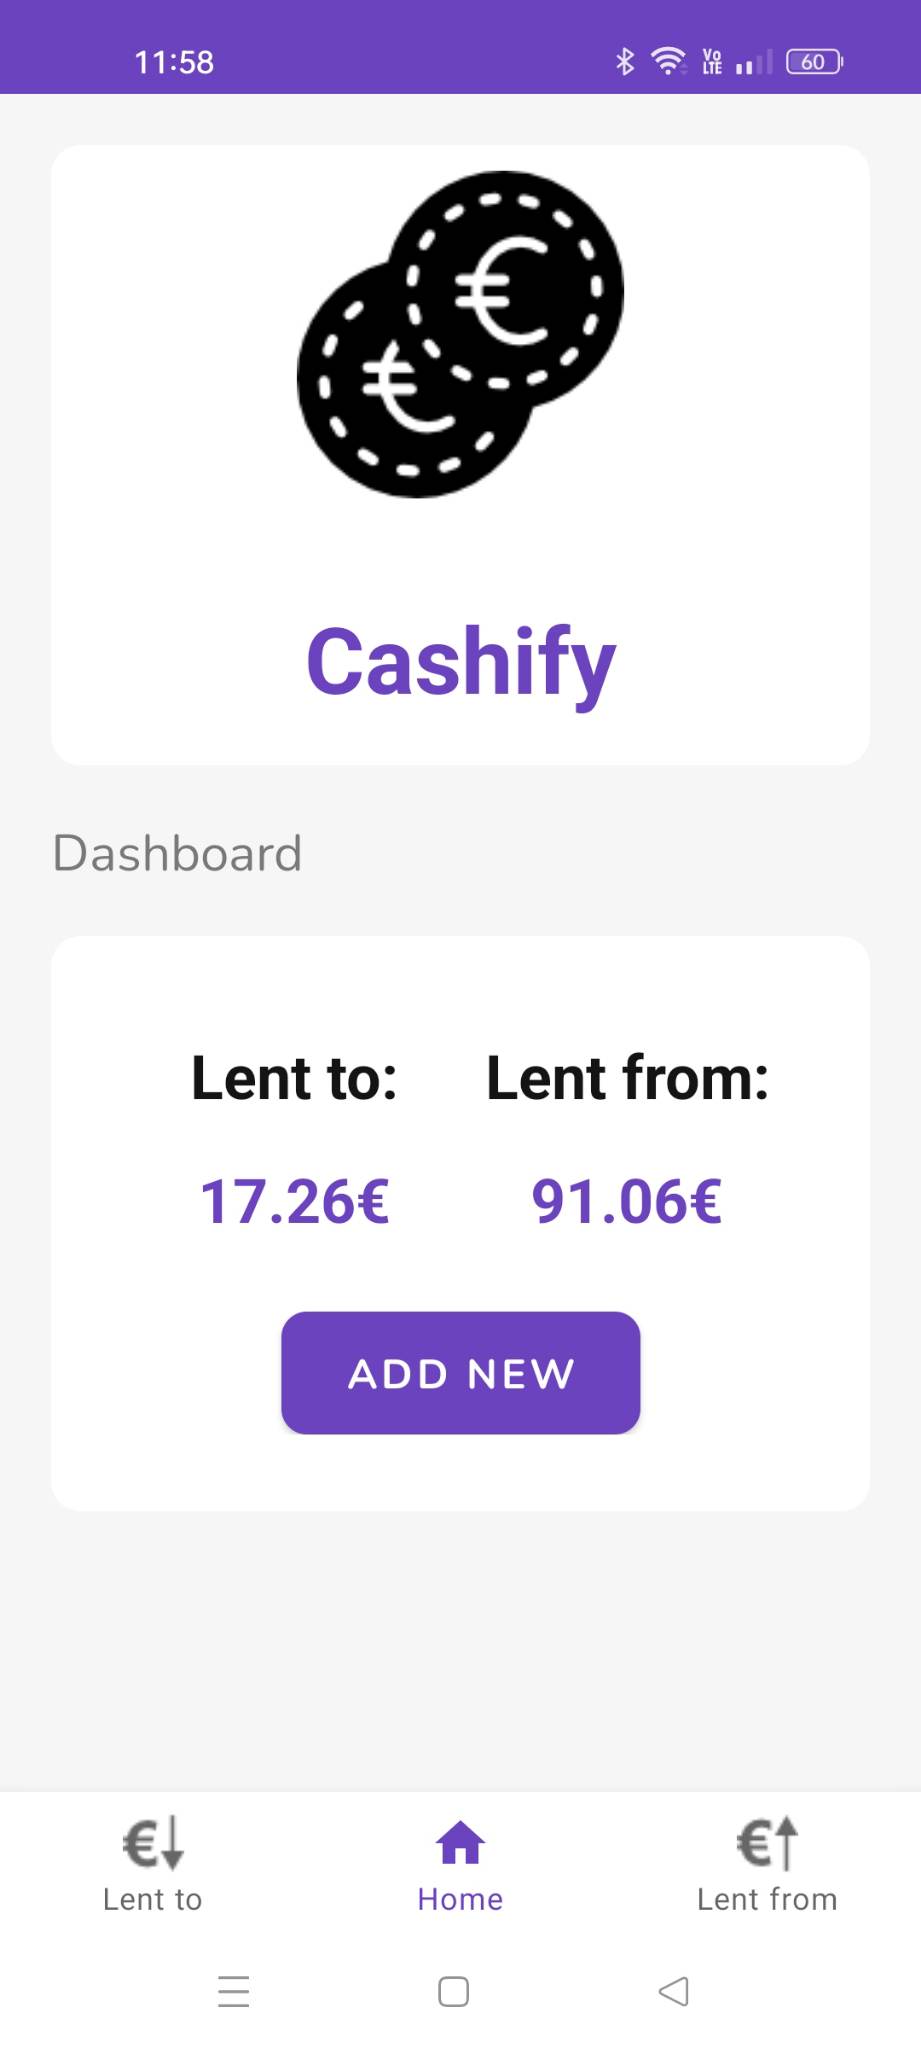 11:58
Vo
LTE
60
€
€
Cashify
Dashboard
Lent to: Lent from:
17.26€ 91.06€
ADD NEW
€ €
Lent to Home Lent from